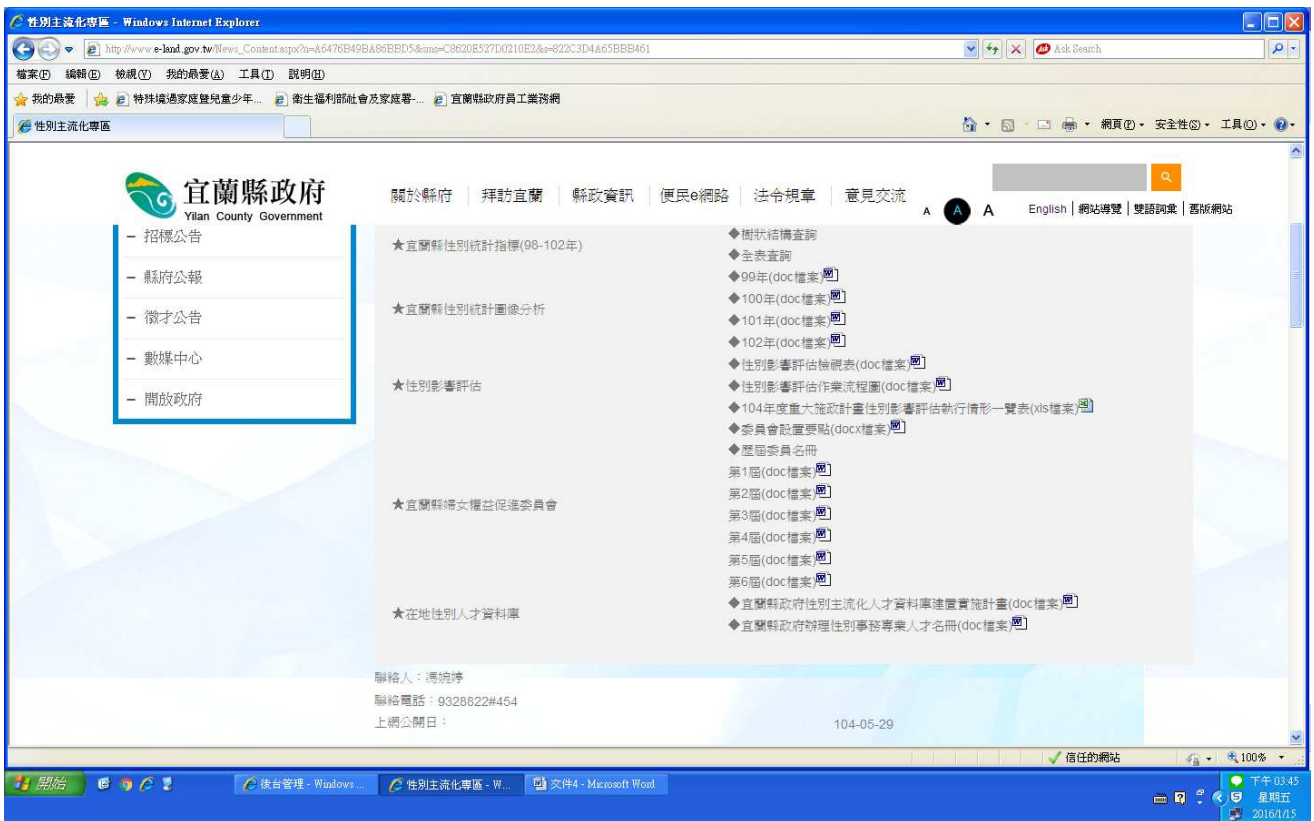 性別主流化專區 - Windows Internet Explorer
http://www.e-land.gov.tw/News_Content.aspx?n=A6476B49BA86BBD5&sms=C8620E527D0210E2&s=822C3D4A65BBB461
Ask Search
檔案(F) 編輯(E) 檢視(V) 我的最愛(A) 工具(T) 說明(H)
我的最愛 特殊境遇家庭暨兒童少年... 衛生福利部社會及家庭署-... 宜蘭縣政府員工業務網
性別主流化專區 網頁(P) 安全性(S) 工具(O)
宜蘭縣政府
Yilan County Government
關於縣府 拜訪宜蘭 縣政資訊 便民e網路 法令規章 意見交流
A A A English 網站導覽 雙語詞彙 舊版網站
– 招標公告
– 縣府公報
– 徵才公告
– 數媒中心
– 開放政府
★宜蘭縣性別統計指標(98-102年)
◆樹狀結構查詢
◆全表查詢
★宜蘭縣性別統計圖像分析
◆99年(doc檔案)
◆100年(doc檔案)
◆101年(doc檔案)
◆102年(doc檔案)
★性別影響評估
◆性別影響評估檢視表(doc檔案)
◆性別影響評估作業流程圖(doc檔案)
◆104年度重大施政計畫性別影響評估執行情形一覽表(xls檔案)
★宜蘭縣婦女權益促進委員會
◆委員會設置要點(docx檔案)
◆歷屆委員名冊
第1屆(doc檔案)
第2屆(doc檔案)
第3屆(doc檔案)
第4屆(doc檔案)
第5屆(doc檔案)
第6屆(doc檔案)
★在地性別人才資料庫
◆宜蘭縣政府性別主流化人才資料庫建置實施計畫(doc檔案)
◆宜蘭縣政府辦理性別事務專業人才名冊(doc檔案)
聯絡人：馮婉婷
聯絡電話：9328822#454
上網公開日： 104-05-29
信任的網站 100%
開始 後台管理 - Windows ... 性別主流化專區 - W... 文件4 - Microsoft Word
下午 03:45
星期五
2016/1/15